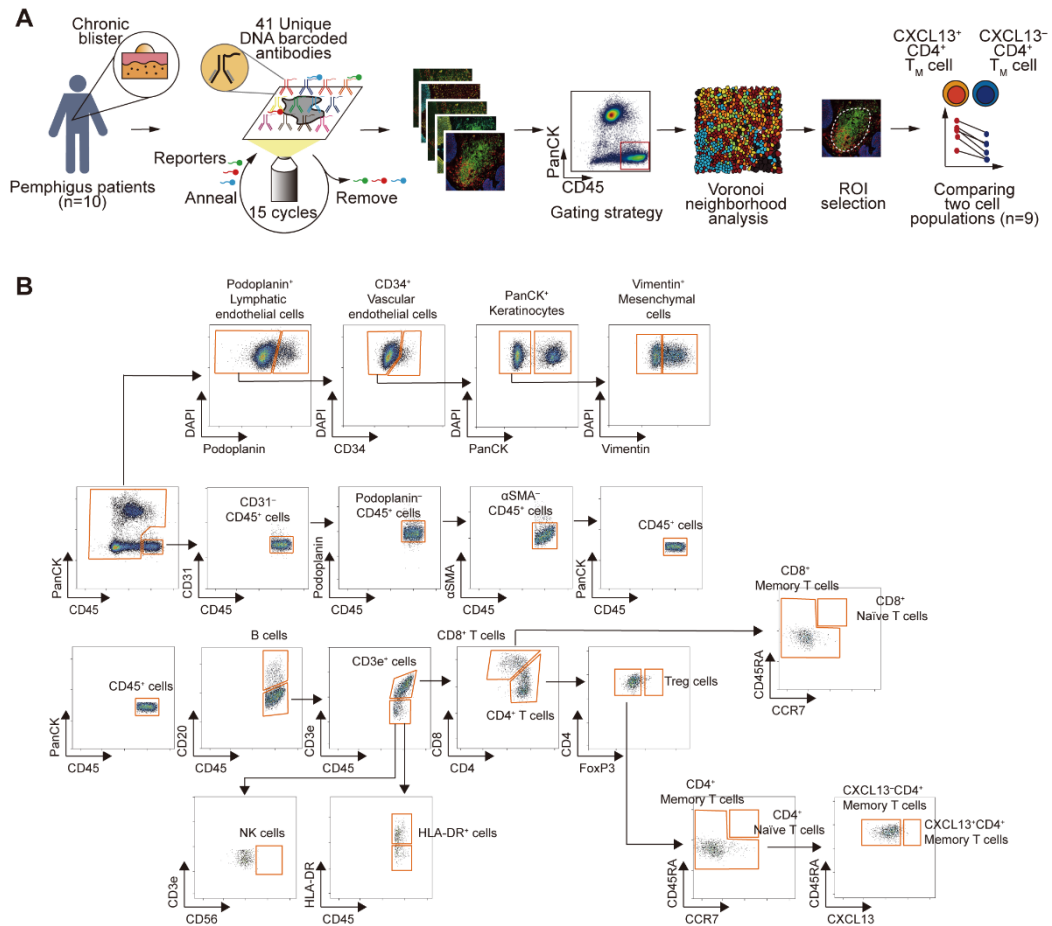 A
Chronic
blister
Pemphigus patients
(n=10)
41 Unique
DNA barcoded
antibodies
Reporters
Anneal
15 cycles
Remove
PanCK
CD45
Gating strategy
Voronoi
neighborhood
analysis
ROI
selection
CXCL13⁺
CD4⁺
T_M cell
CXCL13⁻
CD4⁺
T_M cell
Comparing
two cell
populations (n=9)
B
Podoplanin⁺
Lymphatic
endothelial cells
DAPI
Podoplanin
CD34⁺
Vascular
endothelial cells
DAPI
CD34
PanCK⁺
Keratinocytes
DAPI
PanCK
Vimentin⁺
Mesenchymal
cells
DAPI
Vimentin
PanCK
CD45
CD31⁻
CD45⁺ cells
CD31
CD45
Podoplanin⁻
CD45⁺ cells
Podoplanin
CD45
αSMA⁻
CD45⁺ cells
αSMA
CD45
CD45⁺ cells
PanCK
CD45
CD8⁺
Memory T cells
CD8⁺
Naïve T cells
CD45RA
CCR7
CD45⁺ cells
PanCK
CD45
B cells
CD20
CD45
CD3e⁺ cells
CD3e
CD45
CD8⁺ T cells
CD4⁺ T cells
CD8
CD4
Treg cells
CD4
FoxP3
NK cells
CD3e
CD56
HLA-DR⁺ cells
HLA-DR
CD45
CD4⁺
Memory T cells
CD4⁺
Naïve T cells
CD45RA
CCR7
CXCL13⁻CD4⁺
Memory T cells
CXCL13⁺CD4⁺
Memory T cells
CD45RA
CXCL13